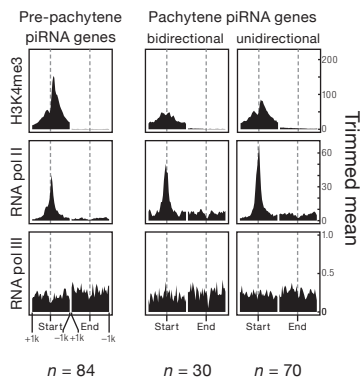 Pre-pachytene
piRNA genes
Pachytene piRNA genes
bidirectional
unidirectional
H3K4me3
200
100
0
RNA pol II
60
30
0
RNA pol III
1.0
0.5
0
Trimmed mean
Start
End
+1k
−1k
+1k
−1k
Start
End
Start
End
n = 84
n = 30
n = 70